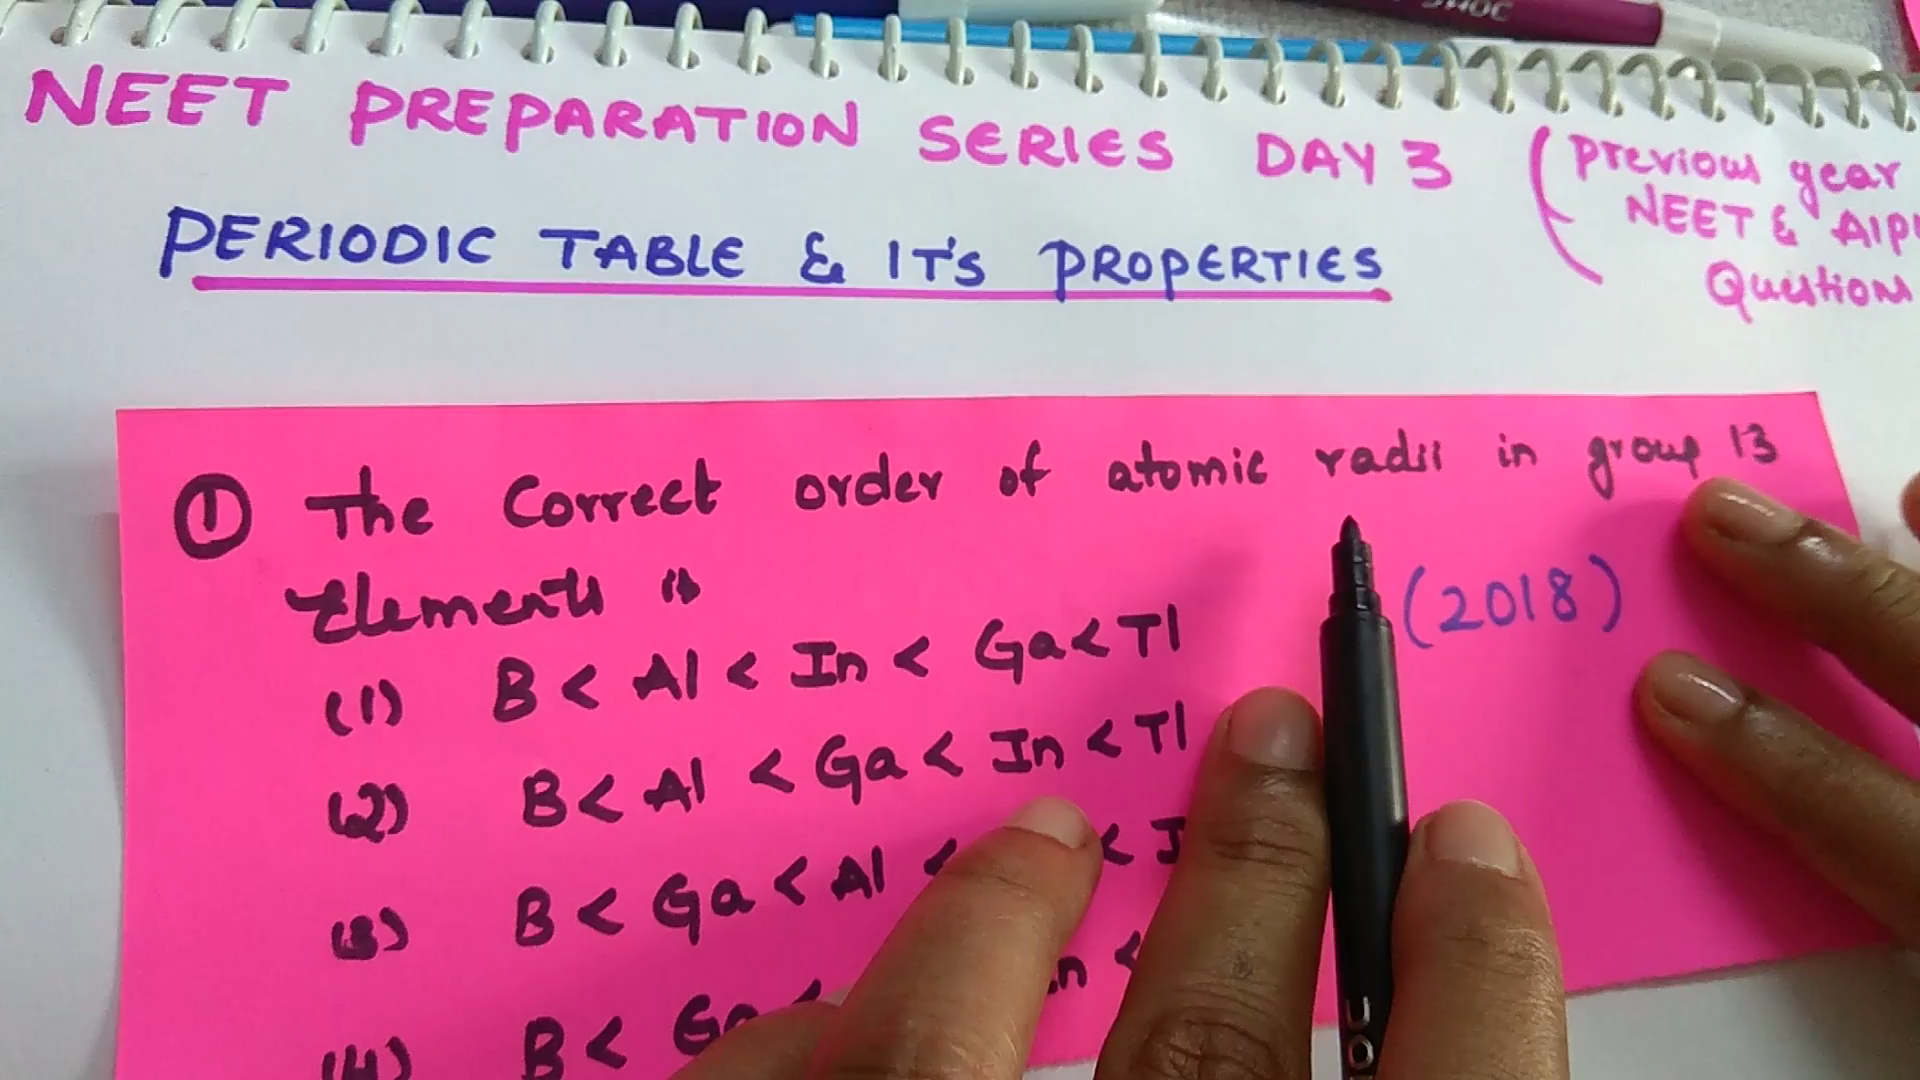 NEET PREPARATION SERIES DAY 3
(Previous year
NEET &
Questions
PERIODIC TABLE & IT'S PROPERTIES
① The Correct order of atomic radii in group 13
Elements is
(2018)
(1) B < Al < In < Ga < Tl
(2) B < Al < Ga < In < Tl
(3) B < Ga < Al < <
(4) B < <